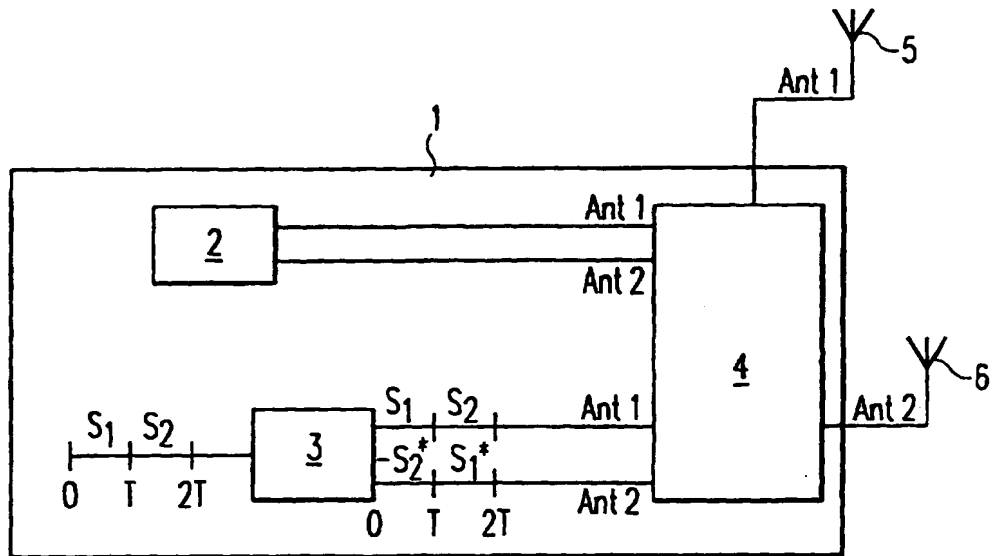 5
Ant 1
1
Ant 1
2
Ant 2
4
6
Ant 2
S₁ S₂ Ant 1
S₁ S₂ 3 -S₂* S₁*
0 T 2T Ant 2
0 T 2T